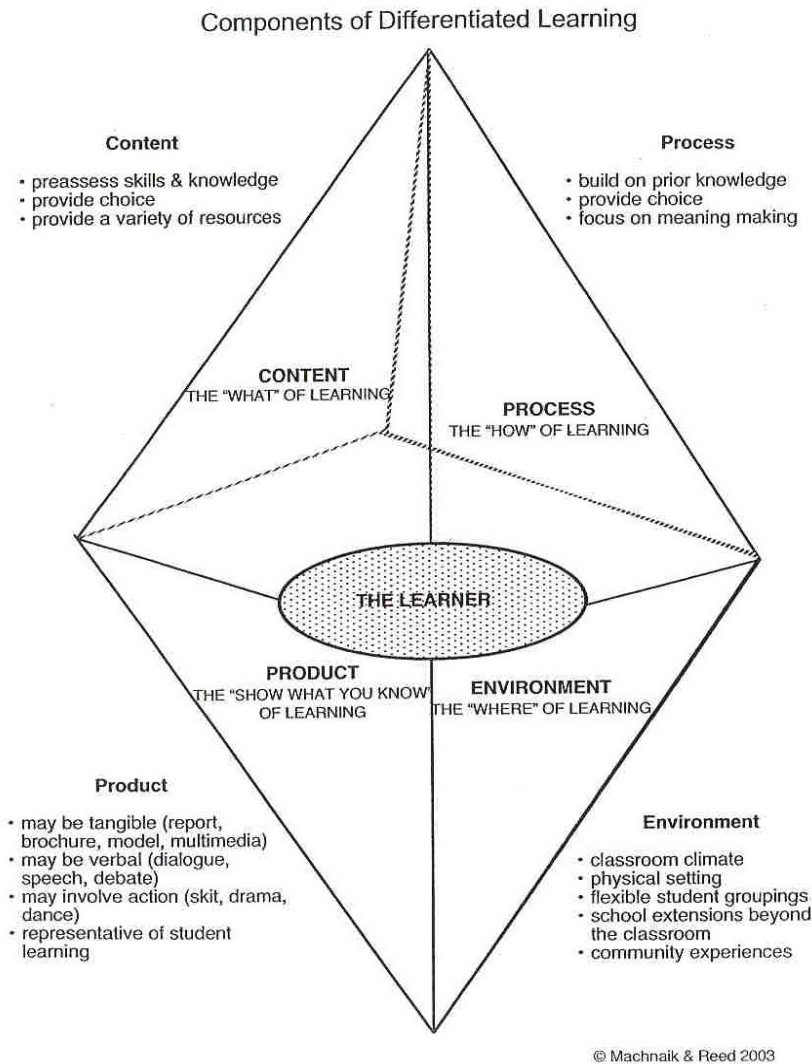 Components of Differentiated Learning
Content
• preassess skills & knowledge
• provide choice
• provide a variety of resources
Process
• build on prior knowledge
• provide choice
• focus on meaning making
CONTENT
THE "WHAT" OF LEARNING
PROCESS
THE "HOW" OF LEARNING
THE LEARNER
PRODUCT
THE "SHOW WHAT YOU KNOW"
OF LEARNING
ENVIRONMENT
THE "WHERE" OF LEARNING
Product
• may be tangible (report,
brochure, model, multimedia)
• may be verbal (dialogue,
speech, debate)
• may involve action (skit, drama,
dance)
• representative of student
learning
Environment
• classroom climate
• physical setting
• flexible student groupings
• school extensions beyond
the classroom
• community experiences
© Machnaik & Reed 2003